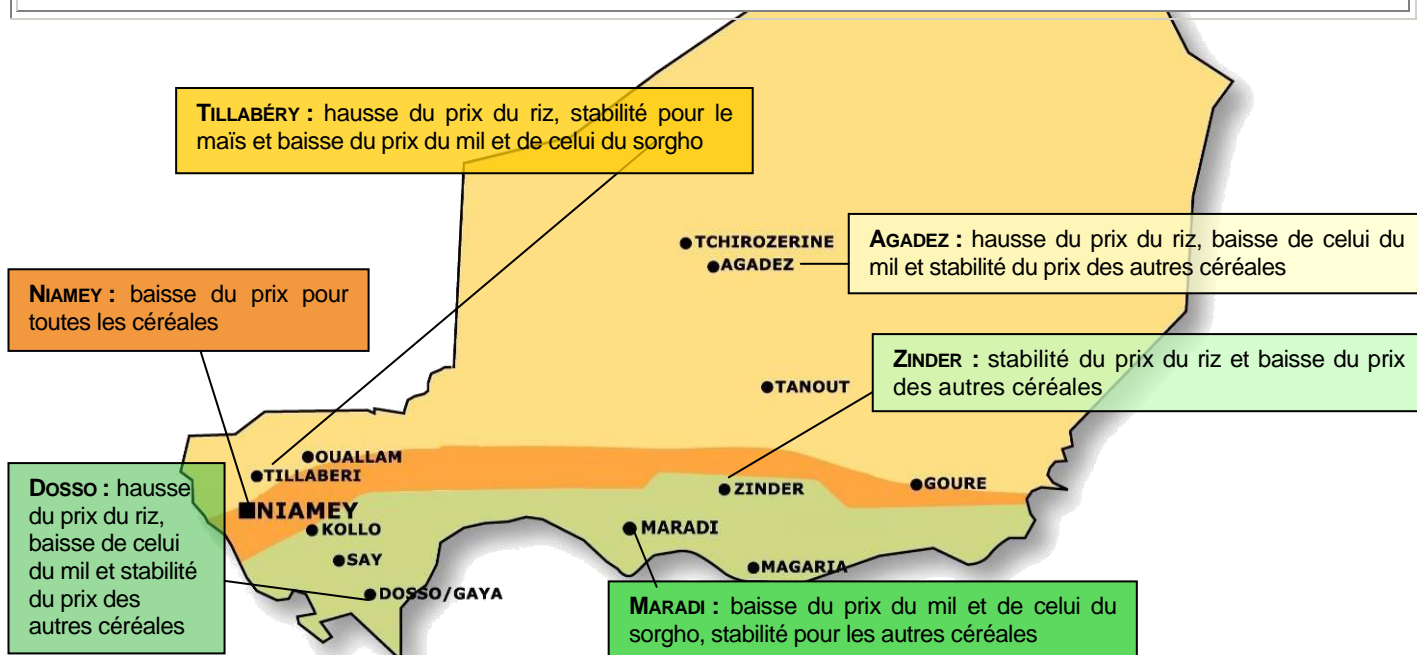 TILLABÉRY : hausse du prix du riz, stabilité pour le
maïs et baisse du prix du mil et de celui du sorgho
TCHIROZERINE
AGADEZ
AGADEZ : hausse du prix du riz, baisse de celui du
mil et stabilité du prix des autres céréales
NIAMEY : baisse du prix pour
toutes les céréales
ZINDER : stabilité du prix du riz et baisse du prix
des autres céréales
TANOUT
OUALLAM
TILLABERI
NIAMEY
KOLLO
SAY
DOSSO/GAYA
ZINDER
GOURE
MARADI
MAGARIA
DOSSO : hausse
du prix du riz,
baisse de celui
du mil et stabilité
du prix des
autres céréales
MARADI : baisse du prix du mil et de celui du
sorgho, stabilité pour les autres céréales